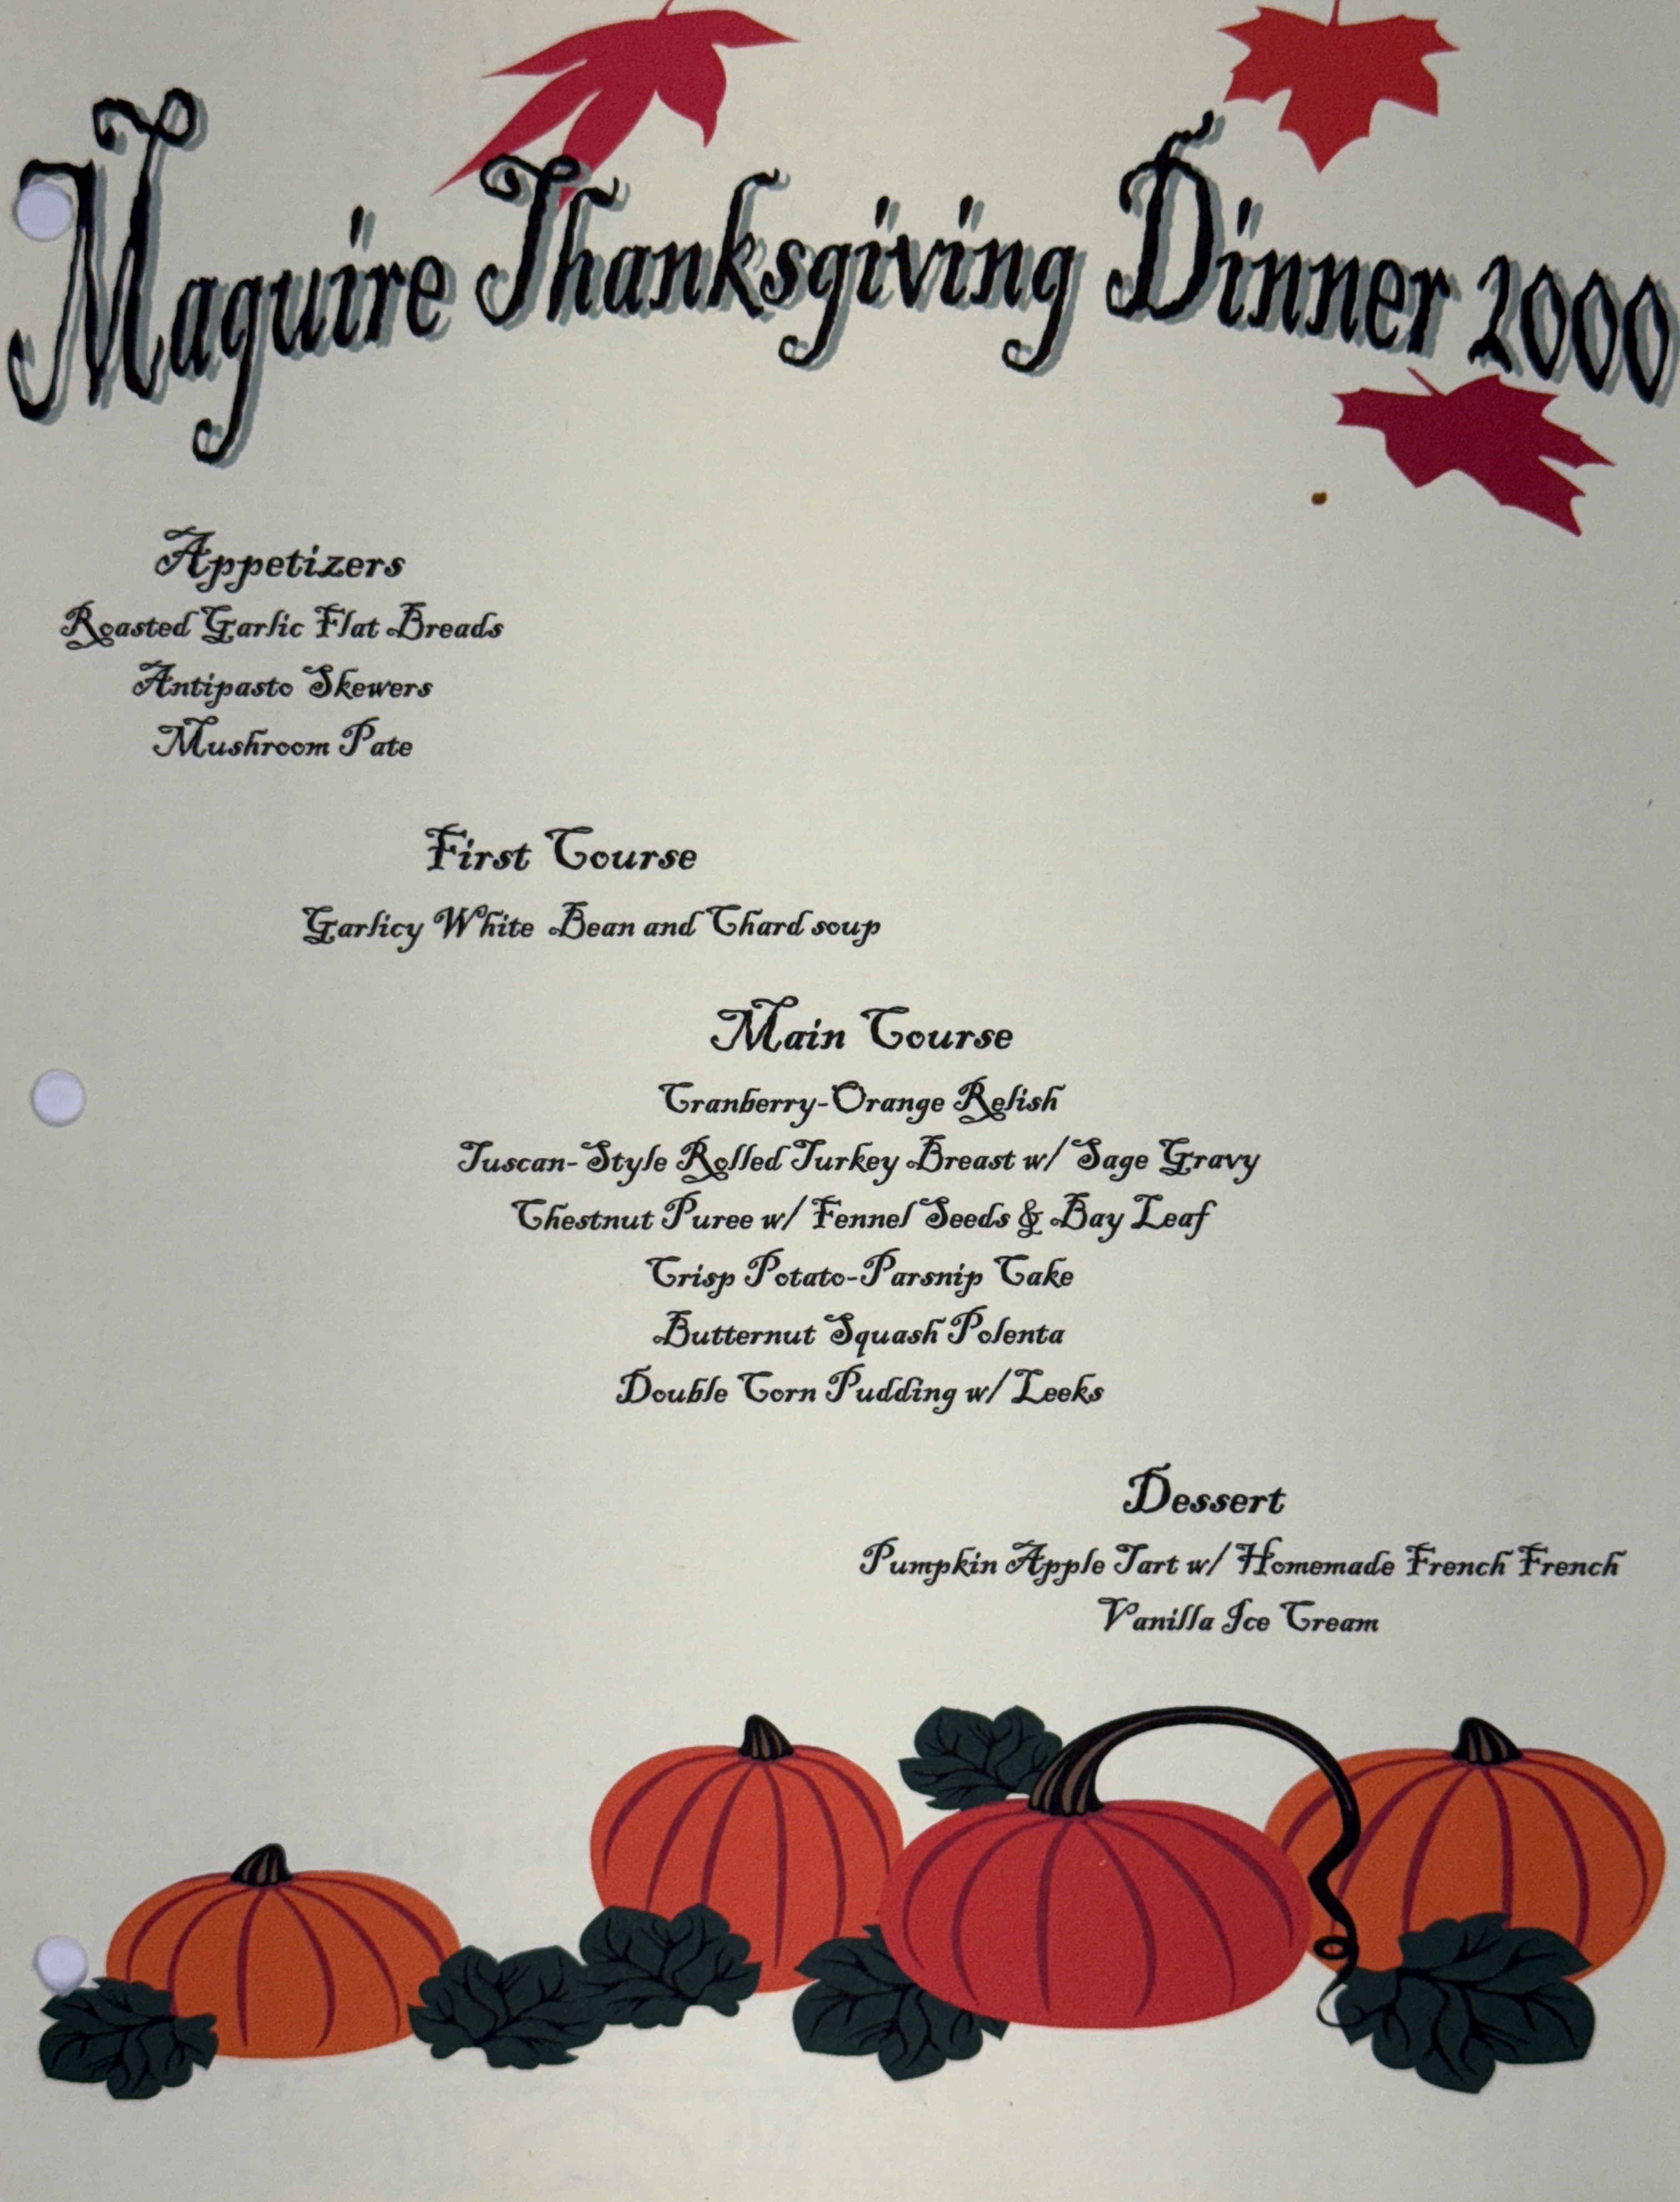 Maguire Thanksgiving Dinner 2000
Appetizers
Roasted Garlic Flat Breads
Antipasto Skewers
Mushroom Pate
First Course
Garlicy White Bean and Chard soup
Main Course
Cranberry-Orange Relish
Tuscan-Style Rolled Turkey Breast w/ Sage Gravy
Chestnut Puree w/ Fennel Seeds & Bay Leaf
Crisp Potato-Parsnip Cake
Butternut Squash Polenta
Double Corn Pudding w/ Leeks
Dessert
Pumpkin Apple Tart w/ Homemade French French
Vanilla Ice Cream